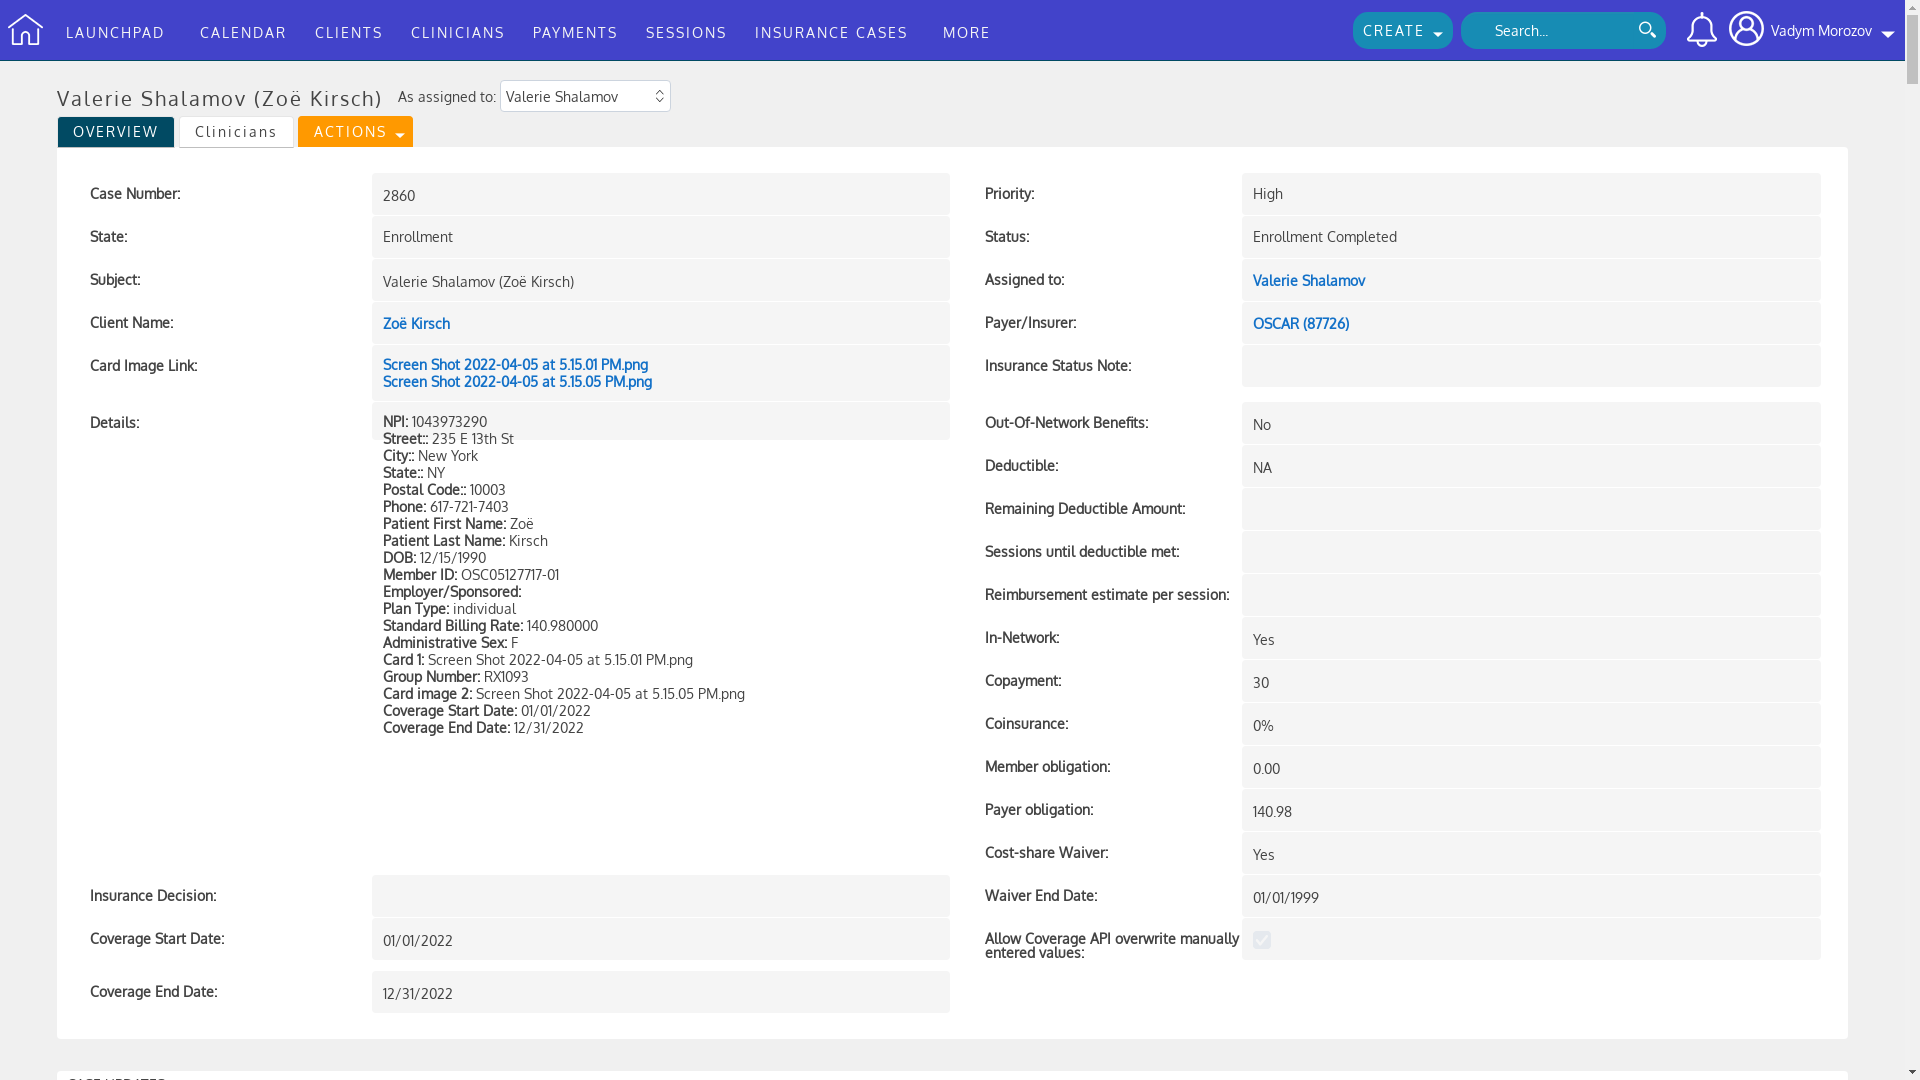 LAUNCHPAD CALENDAR CLIENTS CLINICIANS PAYMENTS SESSIONS INSURANCE CASES MORE CREATE Search... Vadym Morozov
Valerie Shalamov (Zoë Kirsch) As assigned to: Valerie Shalamov
OVERVIEW Clinicians ACTIONS
Case Number: 2860
Priority: High
State: Enrollment
Status: Enrollment Completed
Subject: Valerie Shalamov (Zoë Kirsch)
Assigned to: Valerie Shalamov
Client Name: Zoë Kirsch
Payer/Insurer: OSCAR (87726)
Card Image Link: Screen Shot 2022-04-05 at 5.15.01 PM.png
Screen Shot 2022-04-05 at 5.15.05 PM.png
Insurance Status Note:
Details: NPI: 1043973290
Street:: 235 E 13th St
City:: New York
State:: NY
Postal Code:: 10003
Phone: 617-721-7403
Patient First Name: Zoë
Patient Last Name: Kirsch
DOB: 12/15/1990
Member ID: OSC05127717-01
Employer/Sponsored:
Plan Type: individual
Standard Billing Rate: 140.980000
Administrative Sex: F
Card 1: Screen Shot 2022-04-05 at 5.15.01 PM.png
Group Number: RX1093
Card image 2: Screen Shot 2022-04-05 at 5.15.05 PM.png
Coverage Start Date: 01/01/2022
Coverage End Date: 12/31/2022
Out-Of-Network Benefits: No
Deductible: NA
Remaining Deductible Amount:
Sessions until deductible met:
Reimbursement estimate per session:
In-Network: Yes
Copayment: 30
Coinsurance: 0%
Member obligation: 0.00
Payer obligation: 140.98
Cost-share Waiver: Yes
Insurance Decision:
Waiver End Date: 01/01/1999
Coverage Start Date: 01/01/2022
Allow Coverage API overwrite manually
entered values:
Coverage End Date: 12/31/2022
CASE UPDATES